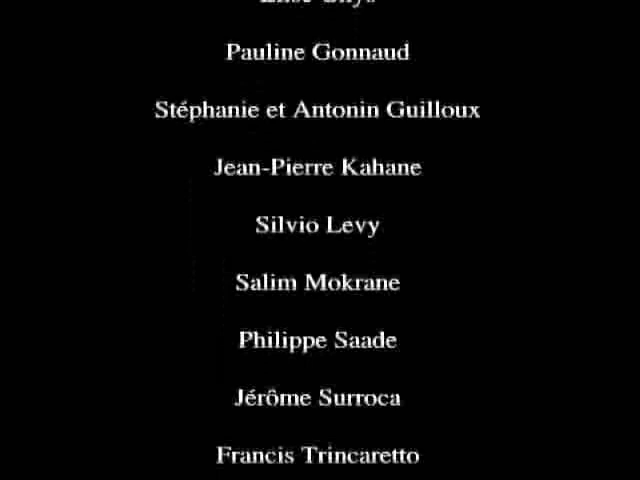 Pauline Gonnaud
Stéphanie et Antonin Guilloux
Jean-Pierre Kahane
Silvio Levy
Salim Mokrane
Philippe Saade
Jérôme Surroca
Francis Trincaretto